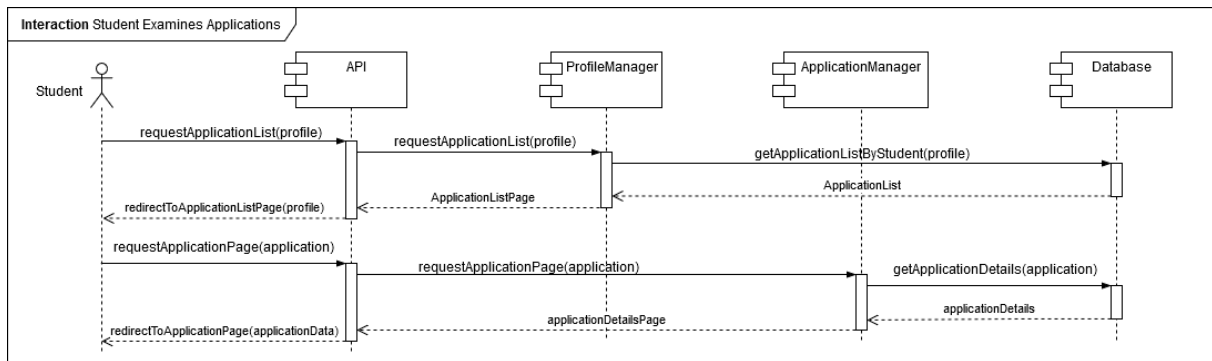 Interaction Student Examines Applications
Student
API
ProfileManager
ApplicationManager
Database
requestApplicationList(profile)
requestApplicationList(profile)
getApplicationListByStudent(profile)
ApplicationList
ApplicationListPage
redirectToApplicationListPage(profile)
requestApplicationPage(application)
requestApplicationPage(application)
getApplicationDetails(application)
applicationDetails
applicationDetailsPage
redirectToApplicationPage(applicationData)